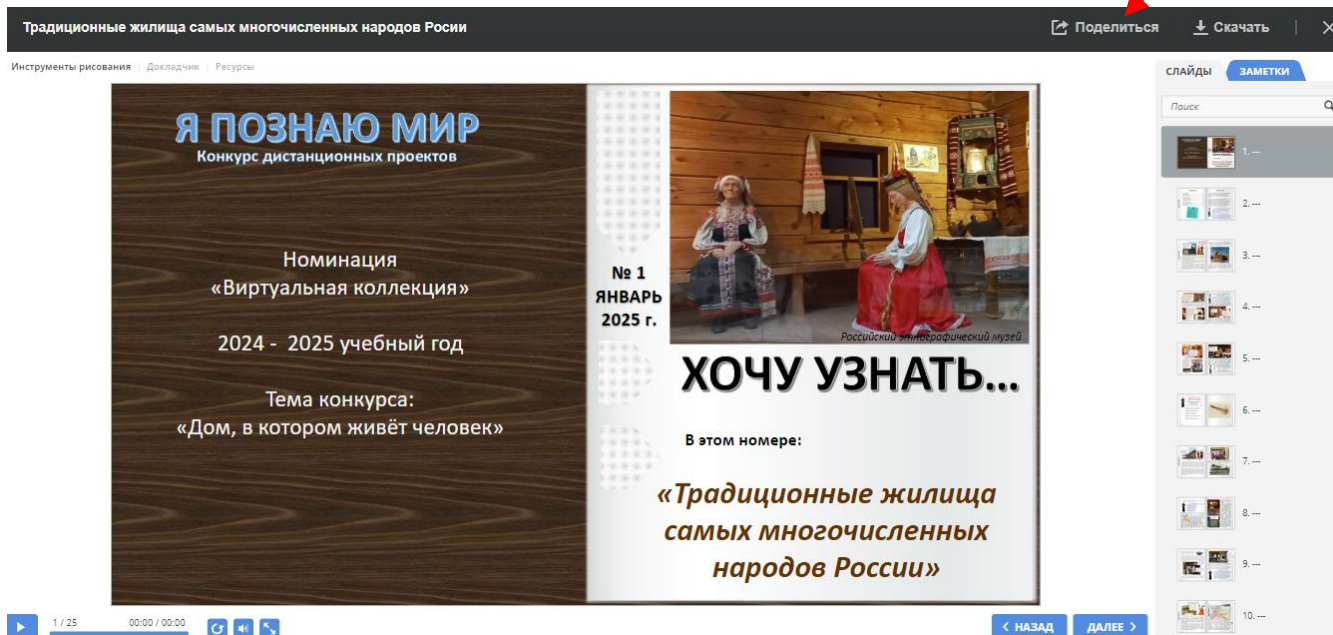 Традиционные жилища самых многочисленных народов Росии
Поделиться
Скачать
Инструменты рисования | Докладчик | Ресурсы
СЛАЙДЫ
ЗАМЕТКИ
Поиск
Я ПОЗНАЮ МИР
Конкурс дистанционных проектов
Номинация
«Виртуальная коллекция»
2024 - 2025 учебный год
Тема конкурса:
«Дом, в котором живёт человек»
№ 1
ЯНВАРЬ
2025 г.
Российский этнографический музей
ХОЧУ УЗНАТЬ...
В этом номере:
«Традиционные жилища
самых многочисленных
народов России»
1. ---
2. ---
3. ---
4. ---
5. ---
6. ---
7. ---
8. ---
9. ---
10. ---
1 / 25
00:00 / 00:00
< НАЗАД
ДАЛЕЕ >